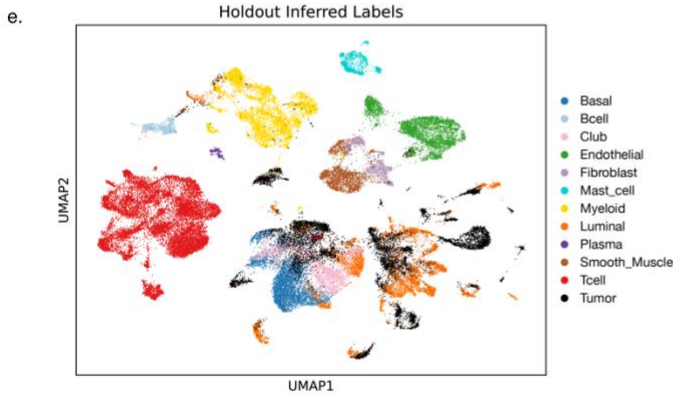 e.
Holdout Inferred Labels
UMAP2
UMAP1
Basal
Bcell
Club
Endothelial
Fibroblast
Mast_cell
Myeloid
Luminal
Plasma
Smooth_Muscle
Tcell
Tumor